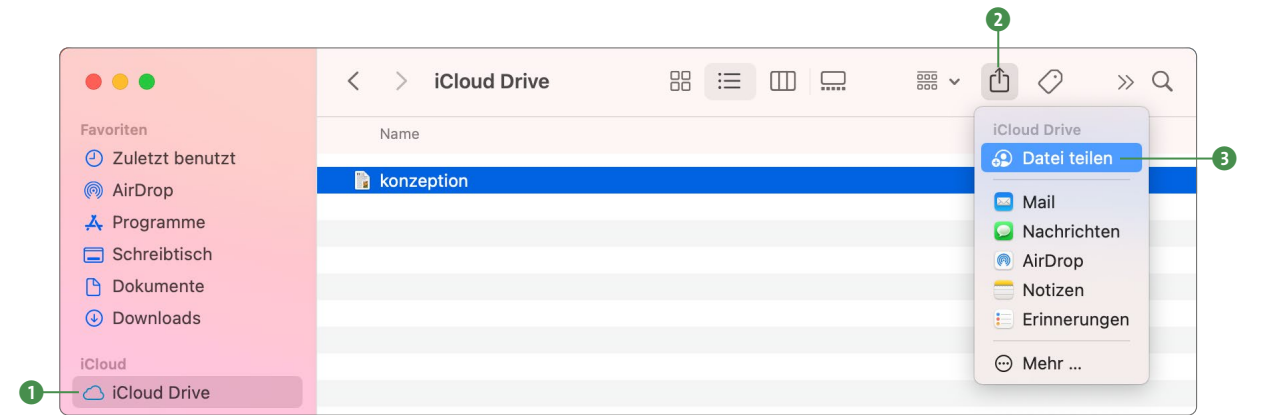 2
iCloud Drive
Favoriten
Zuletzt benutzt
AirDrop
Programme
Schreibtisch
Dokumente
Downloads
iCloud
1
iCloud Drive
Name
konzeption
iCloud Drive
Datei teilen
3
Mail
Nachrichten
AirDrop
Notizen
Erinnerungen
Mehr ...